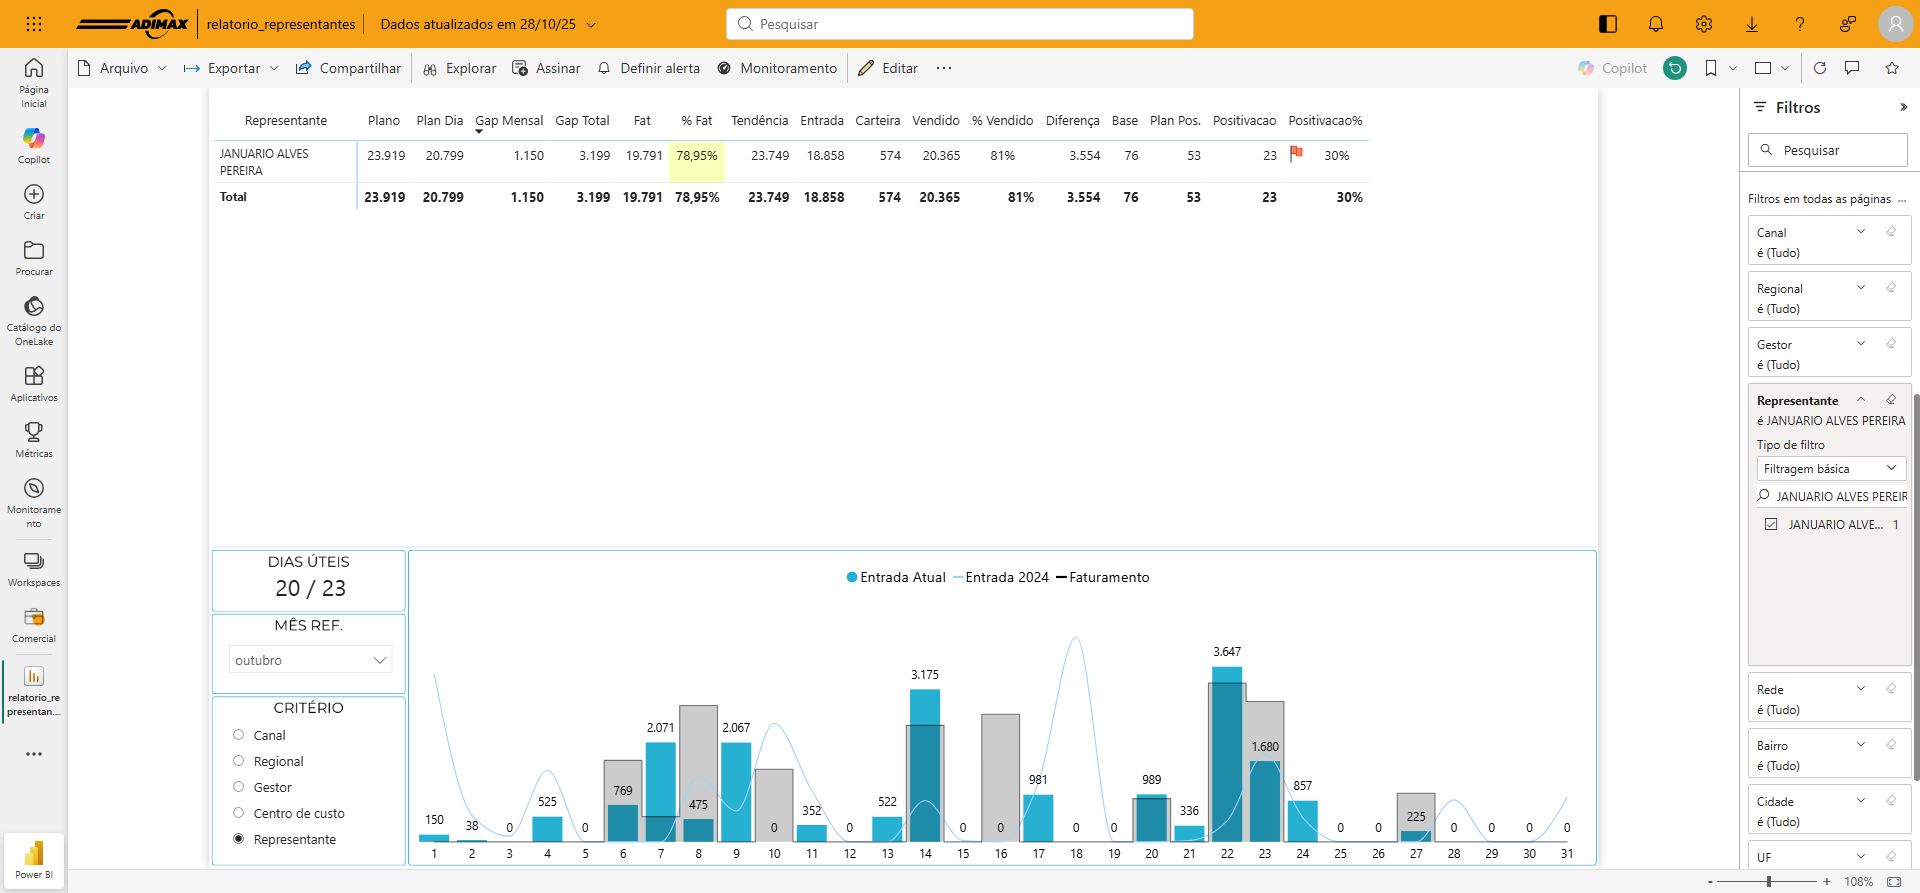 ADIMAX
relatorio_representantes
Dados atualizados em 28/10/25
Pesquisar
Arquivo
Exportar
Compartilhar
Explorar
Assinar
Definir alerta
Monitoramento
Editar
Copilot
Página
Inicial
Copilot
Criar
Procurar
Catálogo do
OneLake
Aplicativos
Métricas
Monitorame
nto
Workspaces
Comercial
relatorio_re
presentan...
Power BI
Representante Plano Plan Dia Gap Mensal Gap Total Fat % Fat Tendência Entrada Carteira Vendido % Vendido Diferença Base Plan Pos. Positivacao Positivacao%
JANUARIO ALVES
PEREIRA
23.919 20.799 1.150 3.199 19.791 78,95% 23.749 18.858 574 20.365 81% 3.554 76 53 23 30%
Total 23.919 20.799 1.150 3.199 19.791 78,95% 23.749 18.858 574 20.365 81% 3.554 76 53 23 30%
DIAS ÚTEIS
20 / 23
MÊS REF.
outubro
CRITÉRIO
Canal
Regional
Gestor
Centro de custo
Representante
Entrada Atual Entrada 2024 Faturamento
150 38 0 525 0 769 2.071 475 2.067 0 352 0 522 3.175 0 0 981 0 0 989 336 3.647 1.680 857 0 0 225 0 0 0 0
1 2 3 4 5 6 7 8 9 10 11 12 13 14 15 16 17 18 19 20 21 22 23 24 25 26 27 28 29 30 31
Filtros
Pesquisar
Filtros em todas as páginas ...
Canal
é (Tudo)
Regional
é (Tudo)
Gestor
é (Tudo)
Representante
é JANUARIO ALVES PEREIRA
Tipo de filtro
Filtragem básica
JANUARIO ALVES PEREIR
JANUARIO ALVE... 1
Rede
é (Tudo)
Bairro
é (Tudo)
Cidade
é (Tudo)
UF
- + 108%